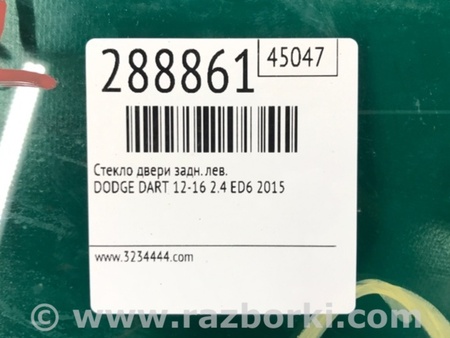 288861
45047
Стекло двери задн. лев.
DODGE DART 12-16 2.4 ED6 2015
www.3234444.com
© www.razborki.com